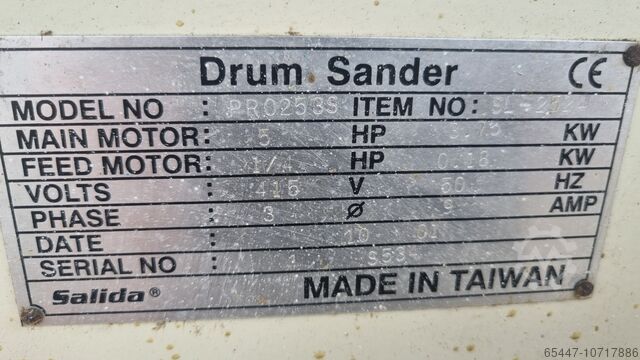 Drum Sander CE
MODEL NO : PRO253S ITEM NO:
MAIN MOTOR: 5 HP 3.75 KW
FEED MOTOR: 1/4 HP 0.18 KW
VOLTS : 415 V 50 HZ
PHASE : 3 Ø 9 AMP
DATE : 10 01
SERIAL NO :
Salida® MADE IN TAIWAN
65447-10717886